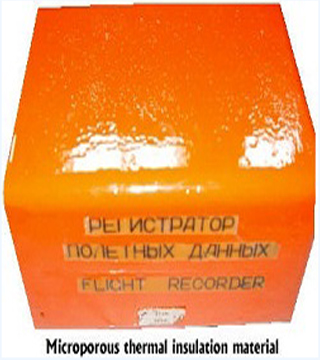 РЕГИСТРАТОР
ПОЛЕТНЫХ ДАННЫХ
FLIGHT RECORDER
Microporous thermal insulation material